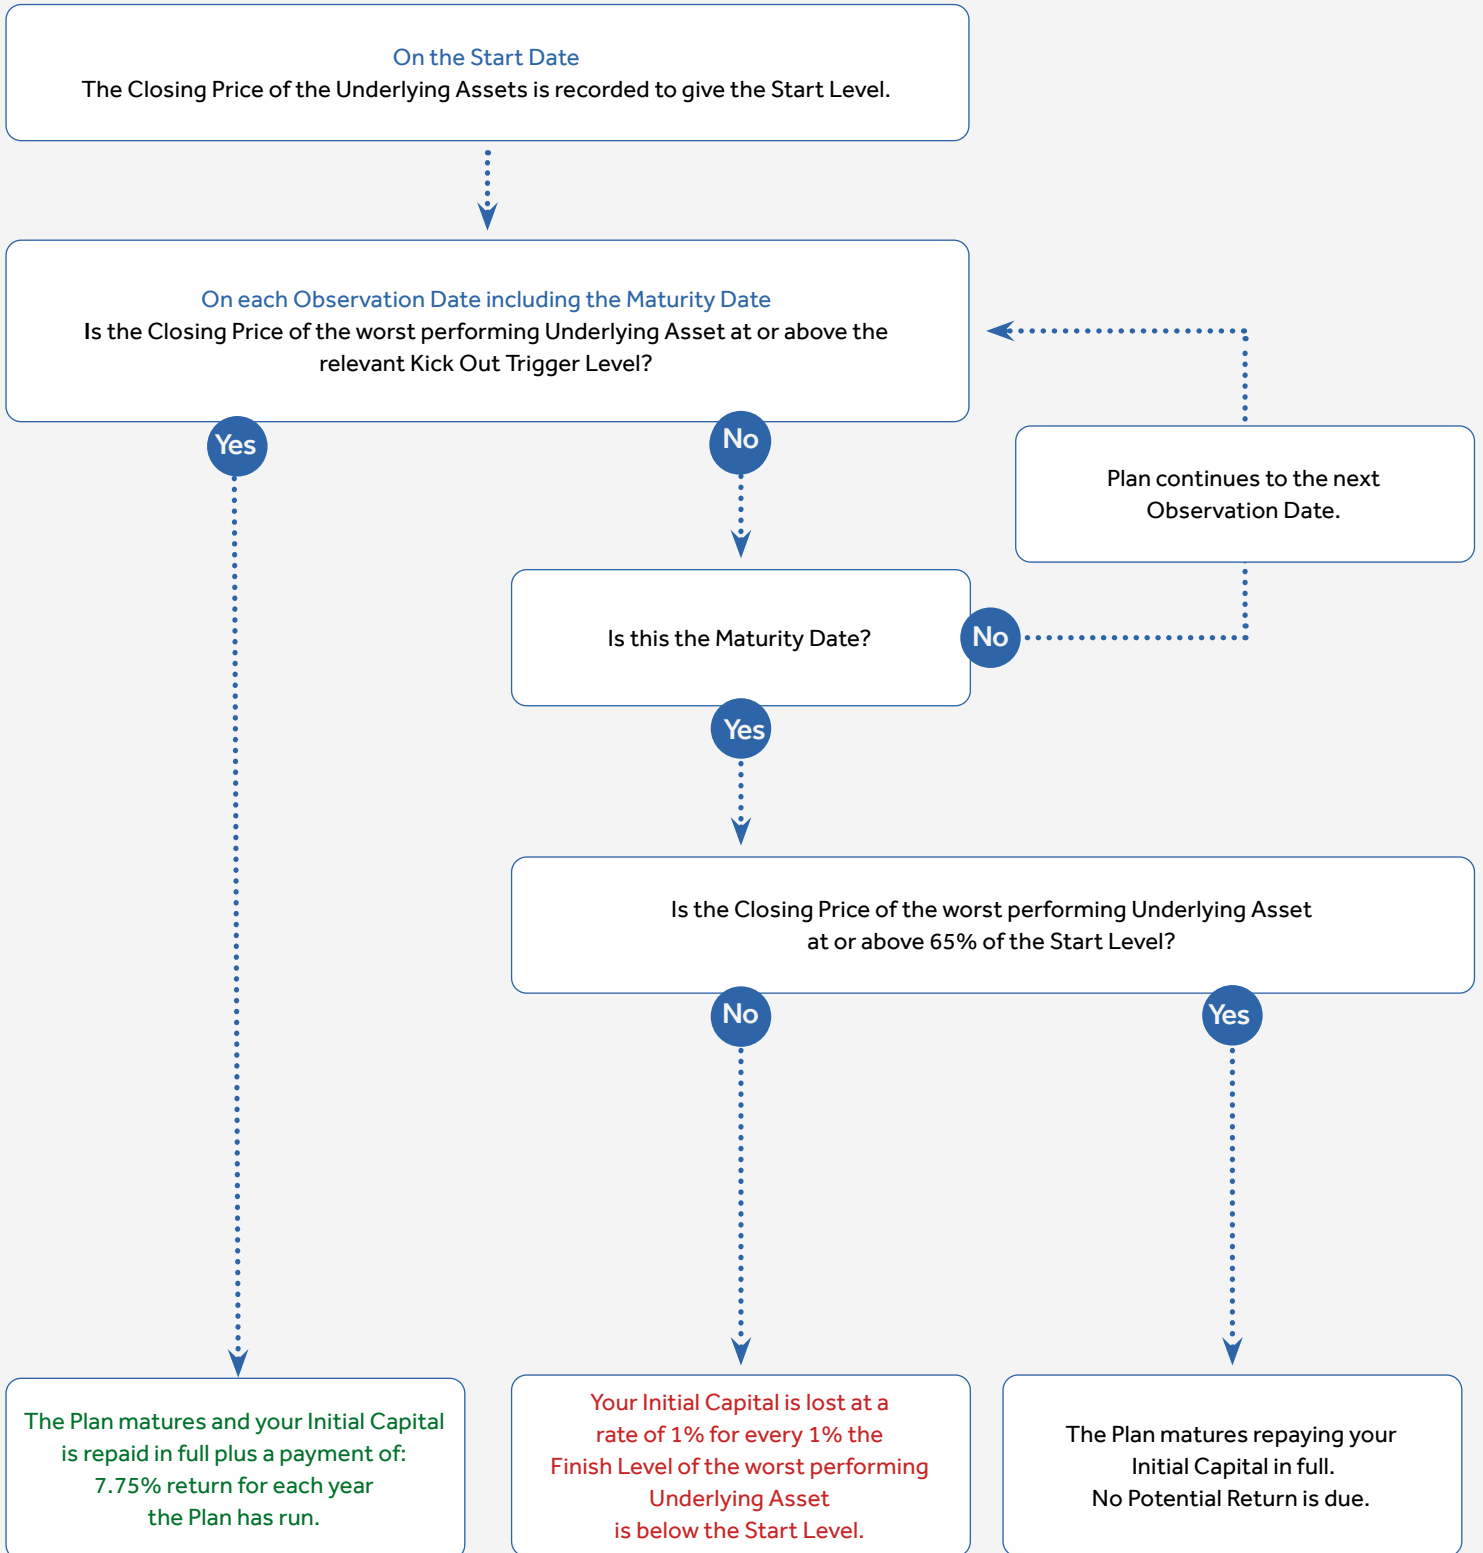 On the Start Date
The Closing Price of the Underlying Assets is recorded to give the Start Level.
On each Observation Date including the Maturity Date
Is the Closing Price of the worst performing Underlying Asset at or above the
relevant Kick Out Trigger Level?
Yes
No
Plan continues to the next
Observation Date.
Is this the Maturity Date?
No
Yes
Is the Closing Price of the worst performing Underlying Asset
at or above 65% of the Start Level?
No
Yes
The Plan matures and your Initial Capital
is repaid in full plus a payment of:
7.75% return for each year
the Plan has run.
Your Initial Capital is lost at a
rate of 1% for every 1% the
Finish Level of the worst performing
Underlying Asset
is below the Start Level.
The Plan matures repaying your
Initial Capital in full.
No Potential Return is due.